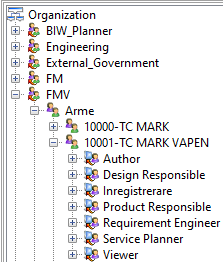 Organization
BIW_Planner
Engineering
External_Government
FM
FMV
Arme
10000-TC MARK
10001-TC MARK VAPEN
Author
Design Responsible
Inregistrerare
Product Responsible
Requirement Engineer
Service Planner
Viewer